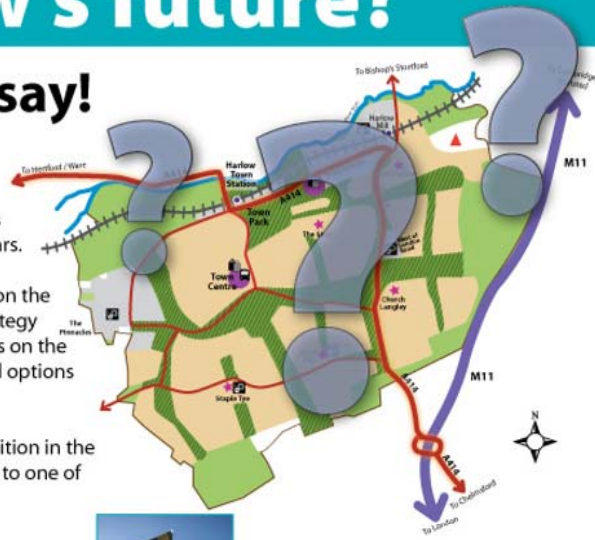 w's future?
say!
ars.
on the
tegy
s on the
l options
ition in the
to one of
To Bishop's Stortford
Harlow
Mill
To Hertford / Ware
A414
Harlow
Town
Station
A414
Town
Park
M11
Town
Centre
Church
Langley
The
Pinnacles
Staple Tye
M11
A414
N
A414
To Chelmsford
To London